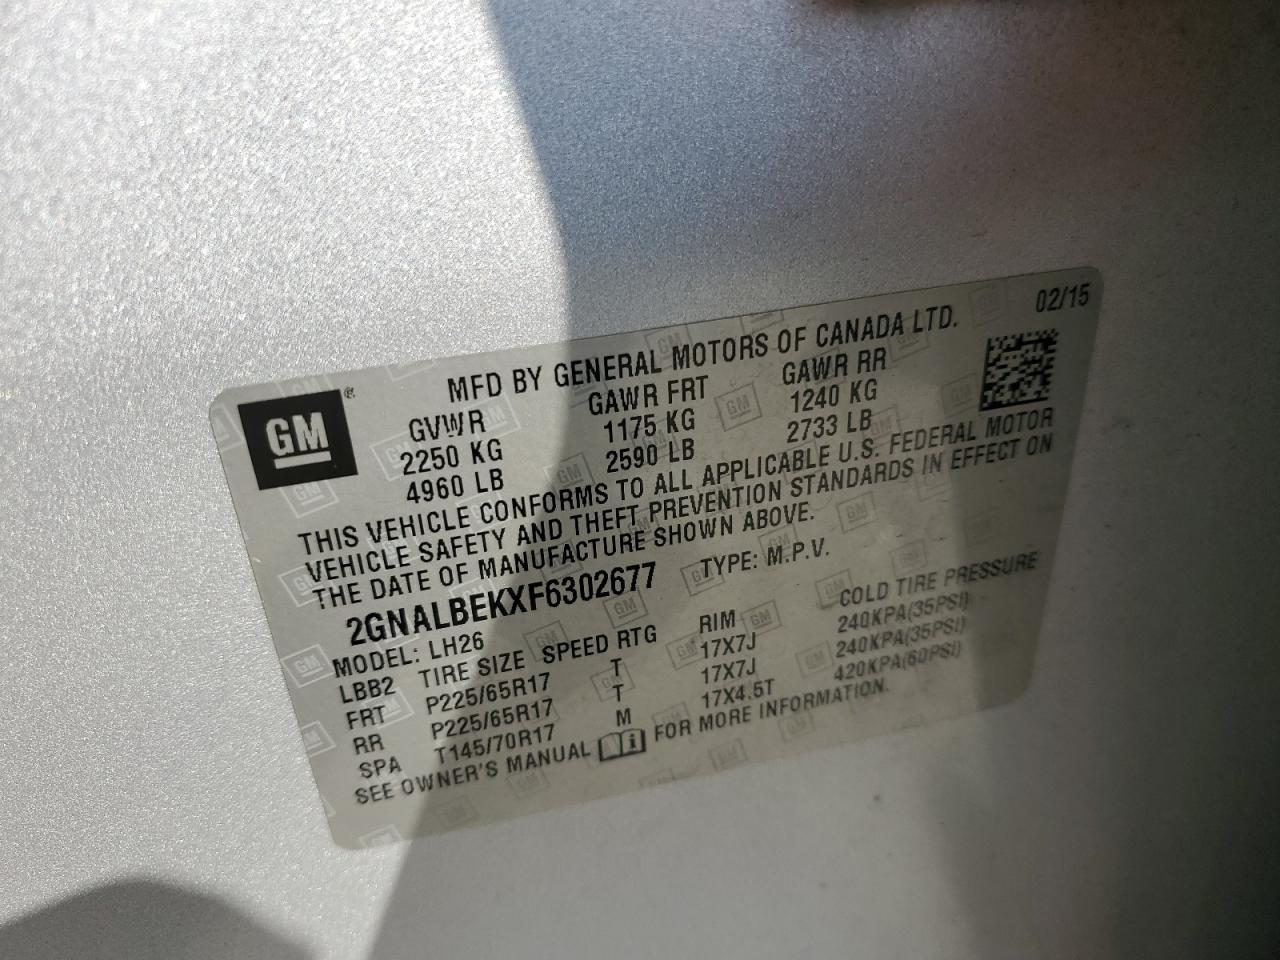 02/15
MFD BY GENERAL MOTORS OF CANADA LTD.
GM ®
GVWR GAWR FRT GAWR RR
2250 KG 1175 KG 1240 KG
4960 LB 2590 LB 2733 LB
THIS VEHICLE CONFORMS TO ALL APPLICABLE U.S. FEDERAL MOTOR
VEHICLE SAFETY AND THEFT PREVENTION STANDARDS IN EFFECT ON
THE DATE OF MANUFACTURE SHOWN ABOVE.
2GNALBEKXF6302677 TYPE: M.P.V.
MODEL: LH26
LBB2 TIRE SIZE SPEED RTG RIM COLD TIRE PRESSURE
FRT P225/65R17 T 17X7J 240KPA(35PSI)
RR P225/65R17 T 17X7J 240KPA(35PSI)
SPA T145/70R17 M 17X4.5T 420KPA(60PSI)
SEE OWNER'S MANUAL i FOR MORE INFORMATION.